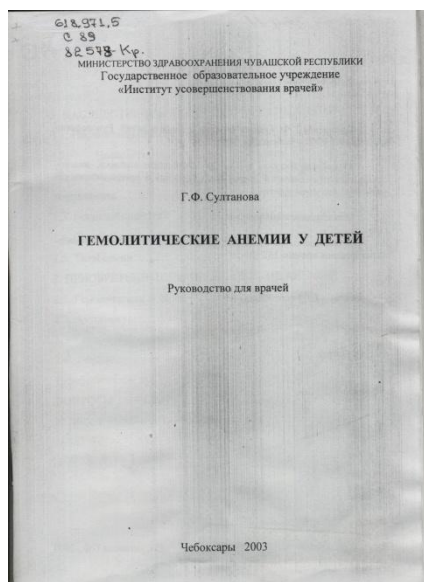 618.971.5
С 89
82578-Кр.
МИНИСТЕРСТВО ЗДРАВООХРАНЕНИЯ ЧУВАШСКОЙ РЕСПУБЛИКИ
Государственное образовательное учреждение
«Институт усовершенствования врачей»
Г.Ф. Султанова
ГЕМОЛИТИЧЕСКИЕ АНЕМИИ У ДЕТЕЙ
Руководство для врачей
Чебоксары 2003